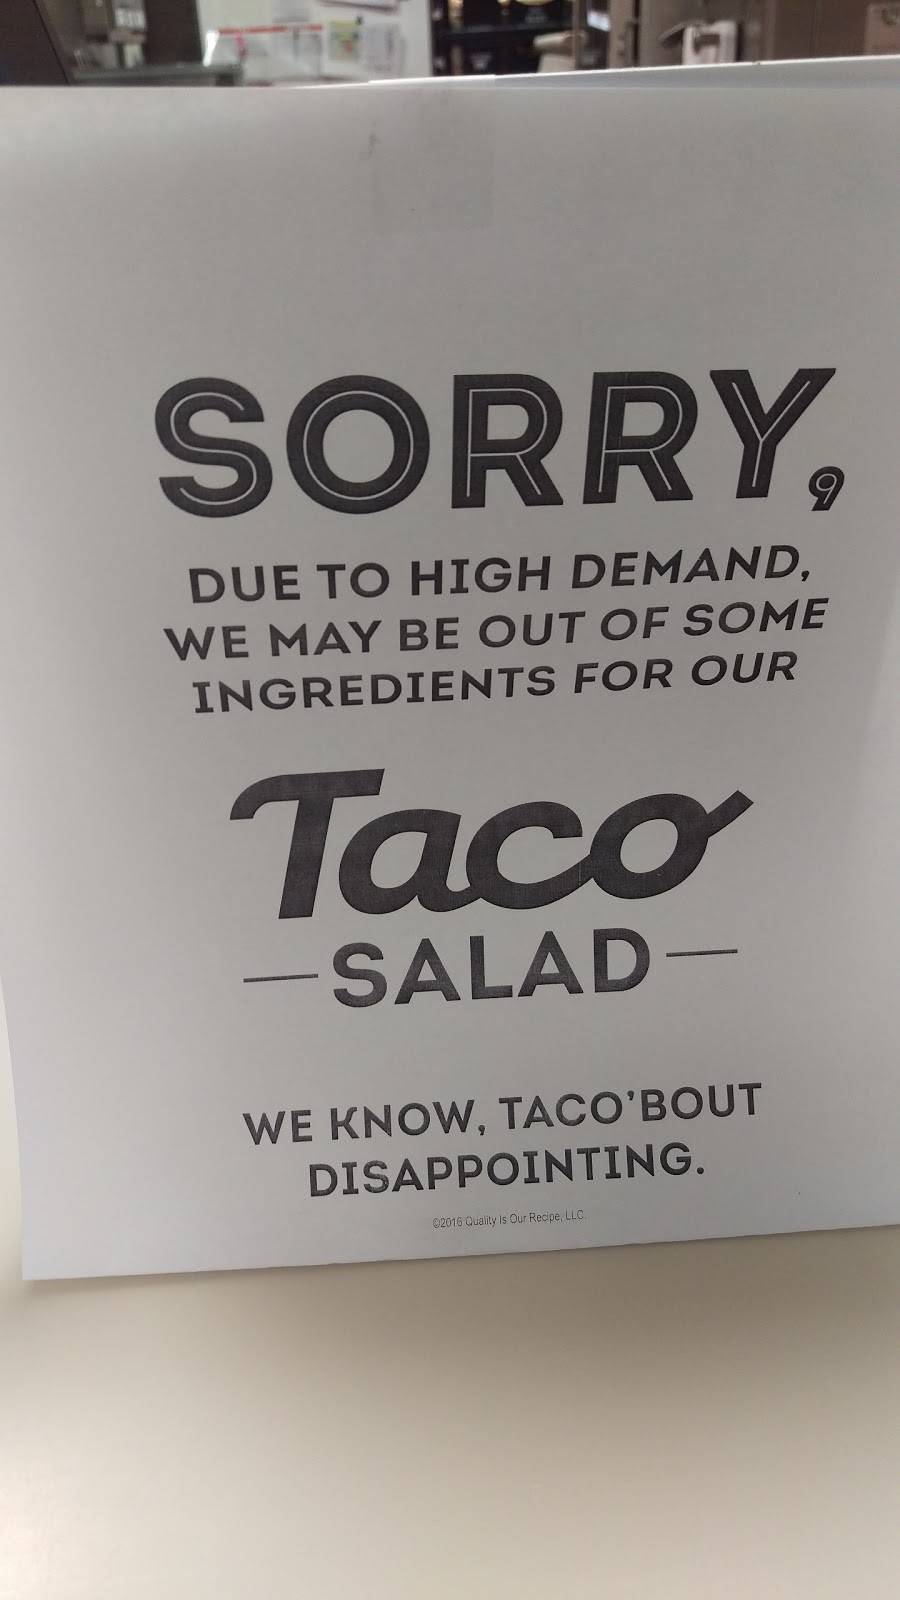 SORRY,
DUE TO HIGH DEMAND,
WE MAY BE OUT OF SOME
INGREDIENTS FOR OUR
Taco
—SALAD—
WE KNOW, TACO'BOUT
DISAPPOINTING.
©2016 Quality Is Our Recipe, LLC.